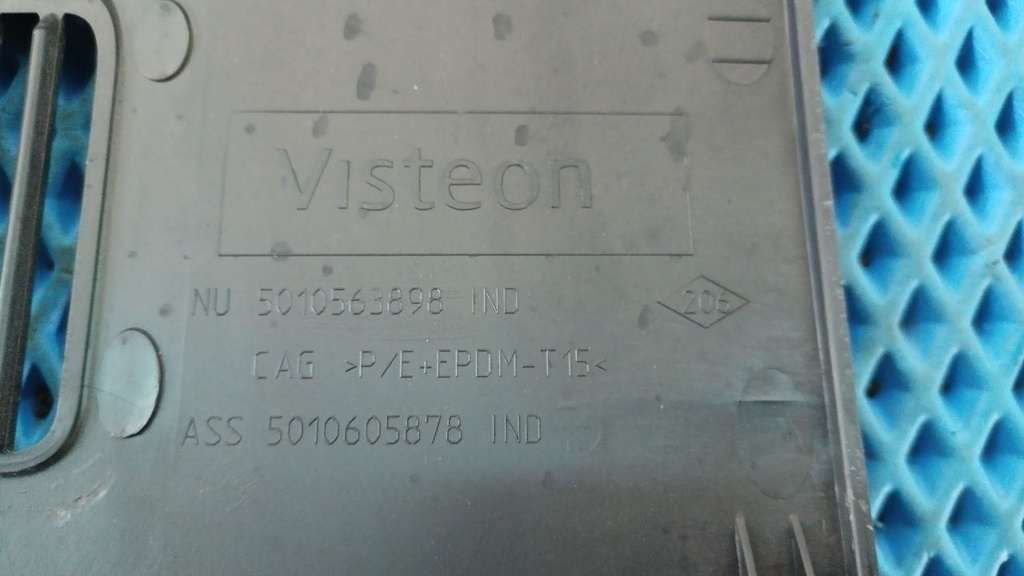 Visteon
NU 5010563898 IND
206
CAG >P/E+EPDM-T15<
ASS 5010605878 IND